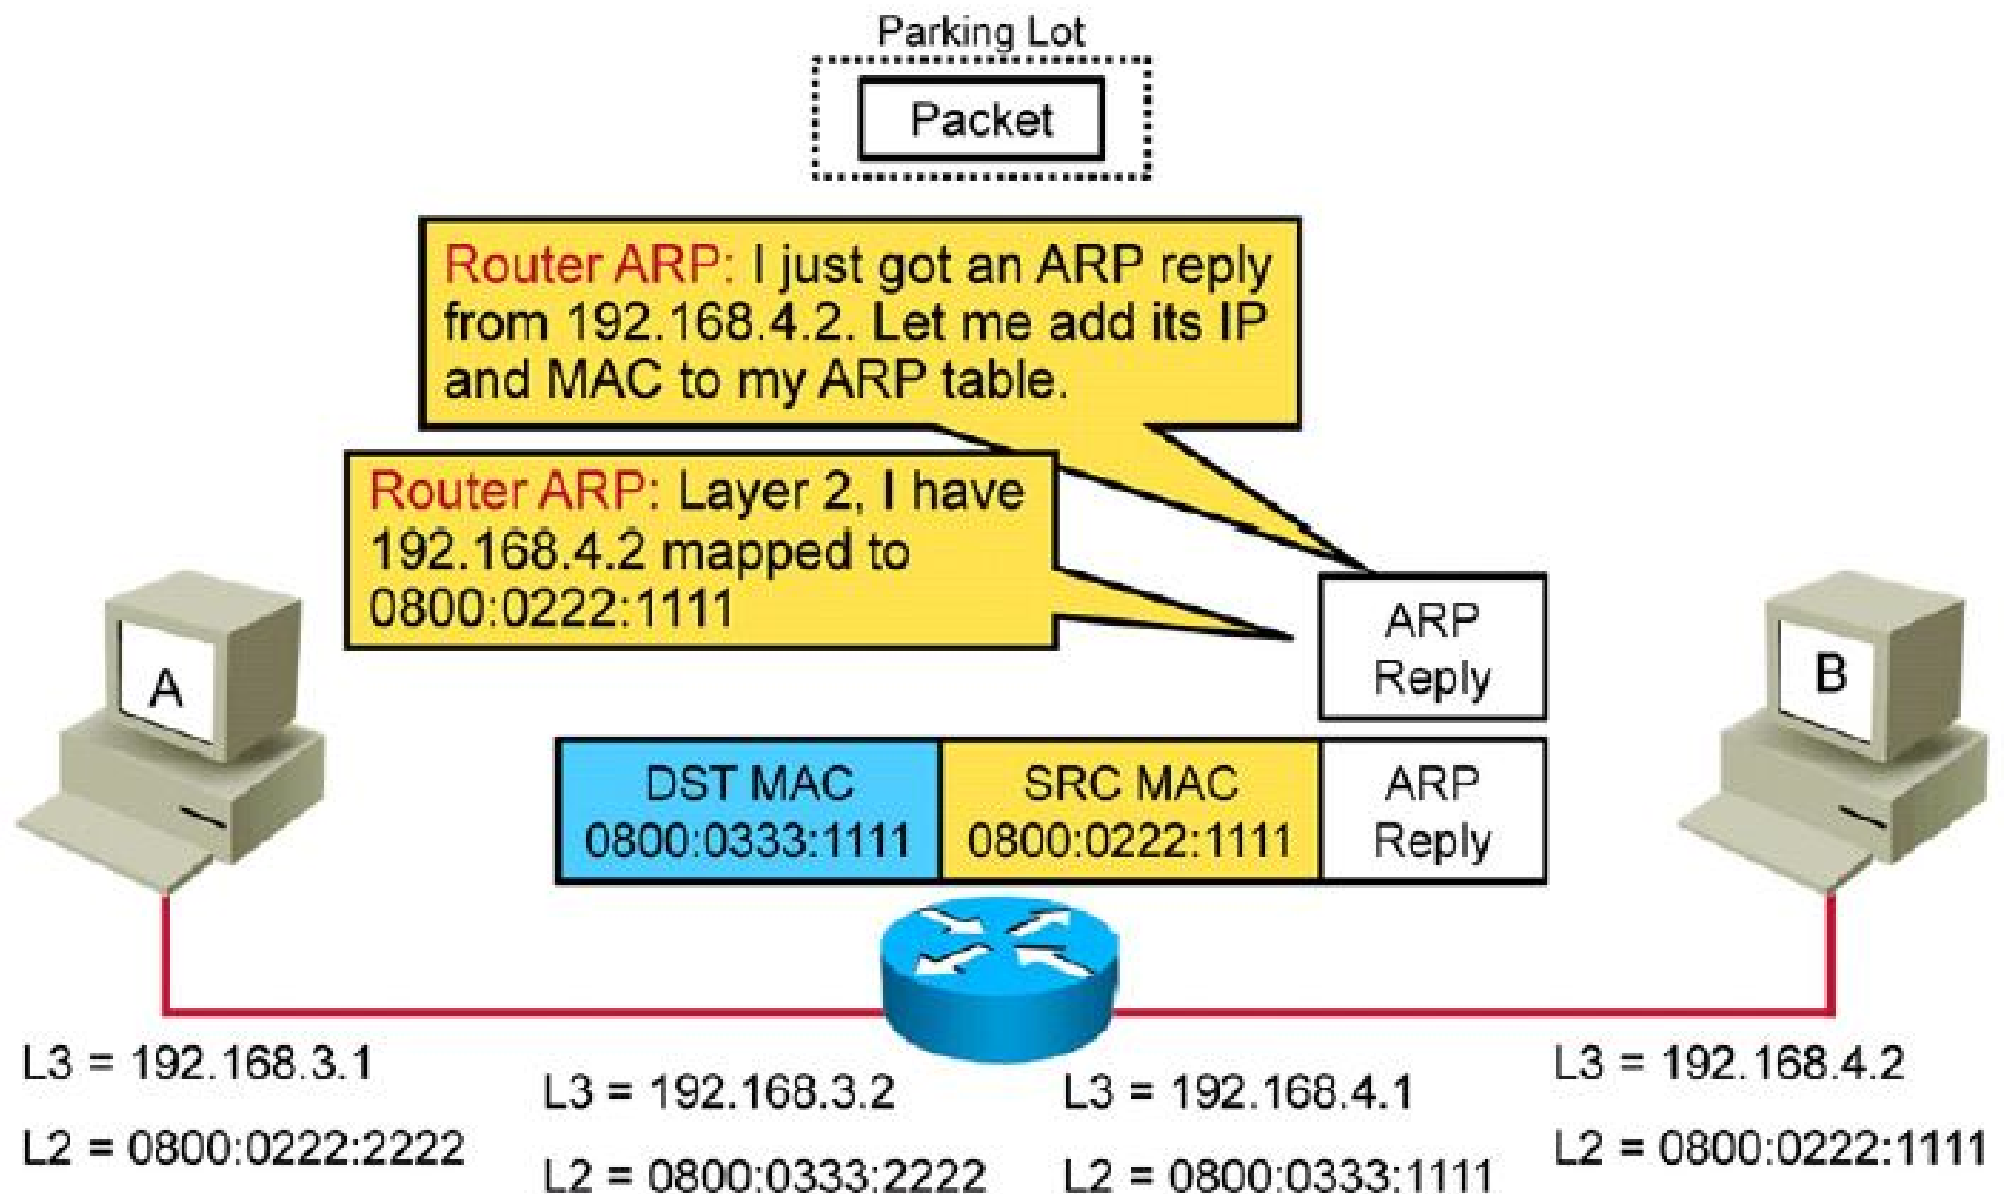 Parking Lot
Packet
Router ARP: I just got an ARP reply
from 192.168.4.2. Let me add its IP
and MAC to my ARP table.
Router ARP: Layer 2, I have
192.168.4.2 mapped to
0800:0222:1111
ARP
Reply
A
B
DST MAC
0800:0333:1111
SRC MAC
0800:0222:1111
ARP
Reply
L3 = 192.168.3.1
L2 = 0800:0222:2222
L3 = 192.168.3.2
L2 = 0800:0333:2222
L3 = 192.168.4.1
L2 = 0800:0333:1111
L3 = 192.168.4.2
L2 = 0800:0222:1111